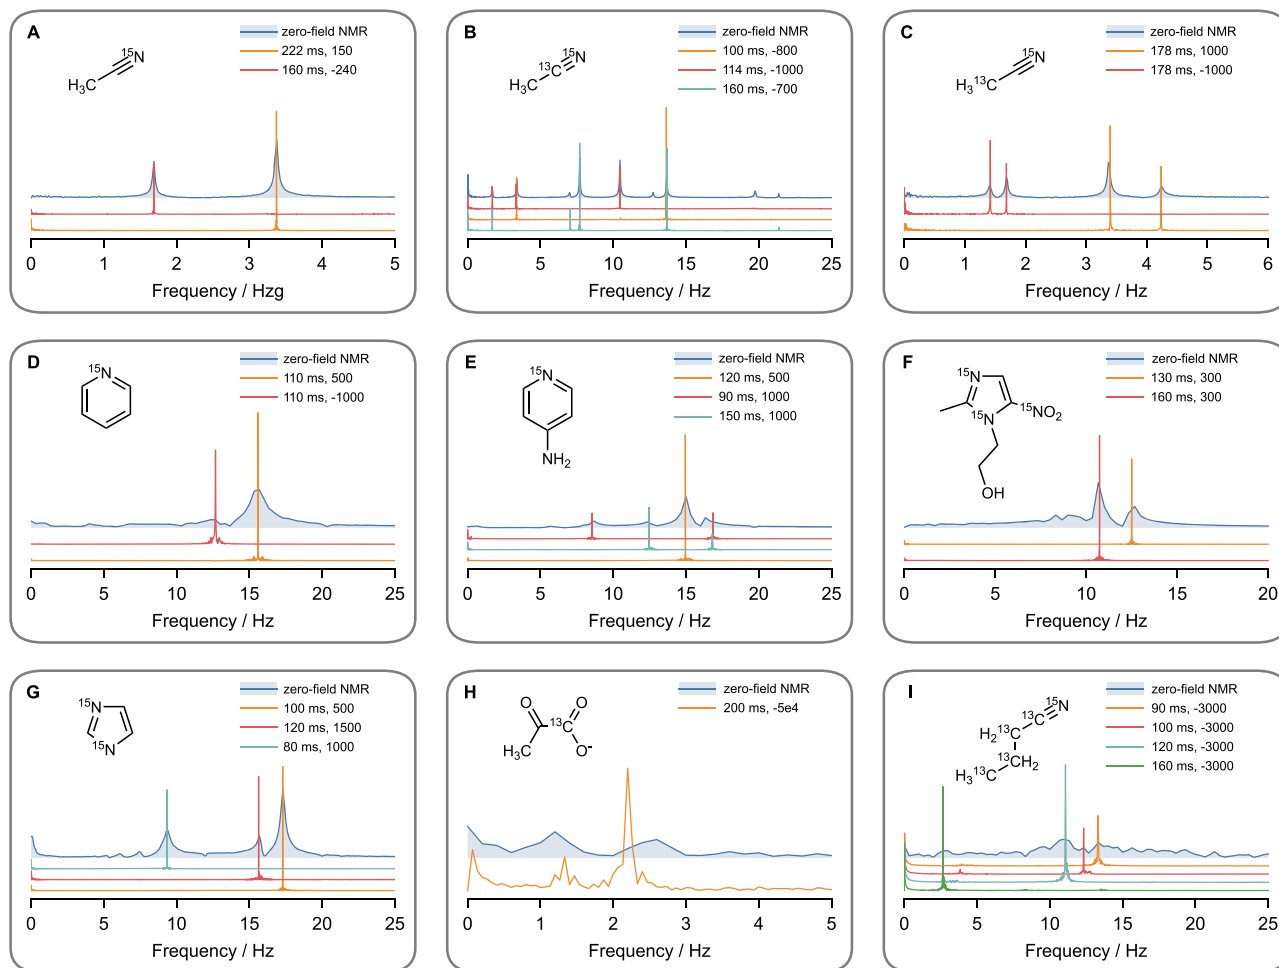 A
zero-field NMR
222 ms, 150
160 ms, -240
15N
H3C
0 1 2 3 4 5
Frequency / Hzg
B
zero-field NMR
100 ms, -800
114 ms, -1000
160 ms, -700
15N
13C
H3C
0 5 10 15 20 25
Frequency / Hz
C
zero-field NMR
178 ms, 1000
178 ms, -1000
15N
H313C
0 1 2 3 4 5 6
Frequency / Hz
D
zero-field NMR
110 ms, 500
110 ms, -1000
15N
0 5 10 15 20 25
Frequency / Hz
E
zero-field NMR
120 ms, 500
90 ms, 1000
150 ms, 1000
15N
NH2
0 5 10 15 20 25
Frequency / Hz
F
zero-field NMR
130 ms, 300
160 ms, 300
15N
15N
15NO2
OH
0 5 10 15 20
Frequency / Hz
G
zero-field NMR
100 ms, 500
120 ms, 1500
80 ms, 1000
15N
15N
0 5 10 15 20 25
Frequency / Hz
H
zero-field NMR
200 ms, -5e4
O O
13C
H3C O-
0 1 2 3 4 5
Frequency / Hz
I
zero-field NMR
90 ms, -3000
100 ms, -3000
120 ms, -3000
160 ms, -3000
15N
13C
H213C
13CH2
H313C
0 5 10 15 20 25
Frequency / Hz